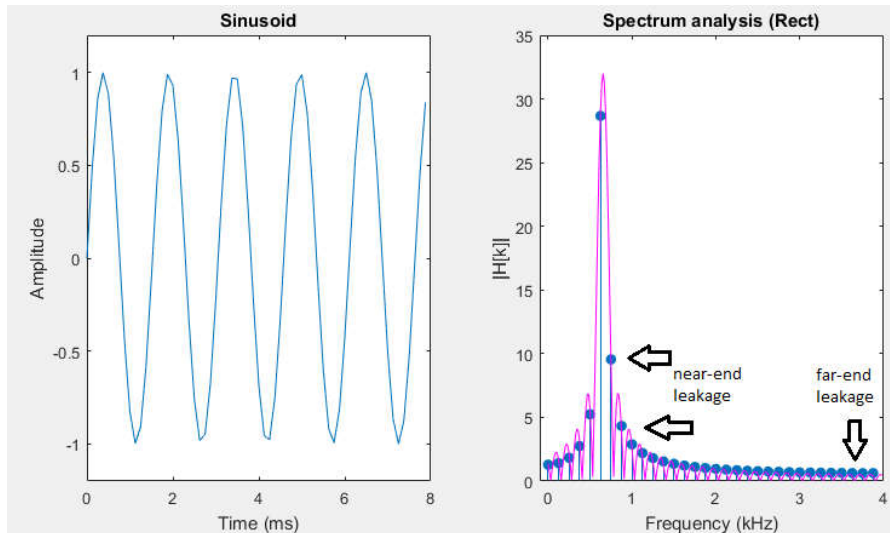 Sinusoid
Amplitude
1
0.5
0
-0.5
-1
0
2
4
6
8
Time (ms)
Spectrum analysis (Rect)
|H[k]|
35
30
25
20
15
10
5
0
near-end
leakage
far-end
leakage
0
1
2
3
4
Frequency (kHz)